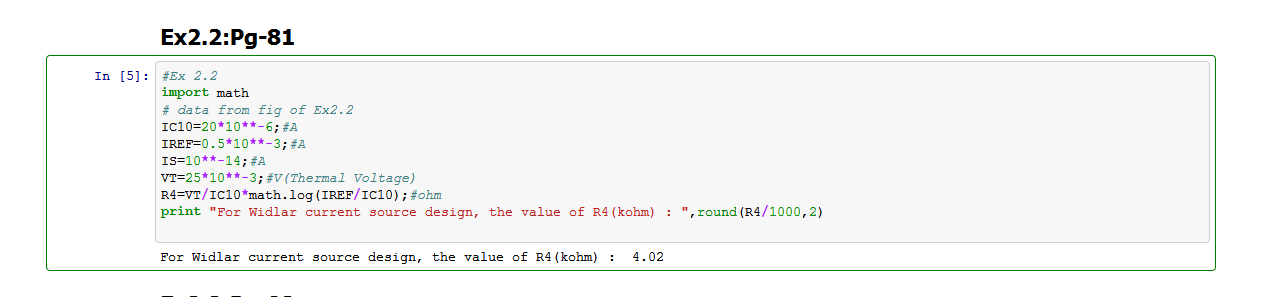 Ex2.2:Pg-81
In [5]:
#Ex 2.2
import math
# data from fig of Ex2.2
IC10=20*10**-6;#A
IREF=0.5*10**-3;#A
IS=10**-14;#A
VT=25*10**-3;#V(Thermal Voltage)
R4=VT/IC10*math.log(IREF/IC10);#ohm
print "For Widlar current source design, the value of R4(kohm) : ",round(R4/1000,2)
For Widlar current source design, the value of R4(kohm) :  4.02